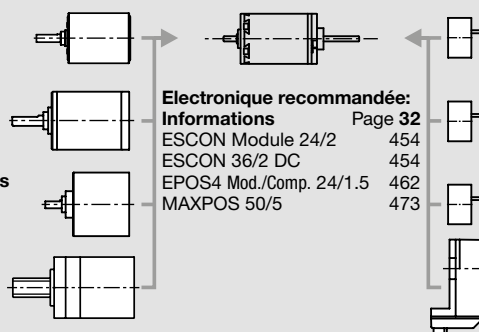 Electronique recommandée:
Informations Page 32
ESCON Module 24/2 454
ESCON 36/2 DC 454
EPOS4 Mod./Comp. 24/1.5 462
MAXPOS 50/5 473
s